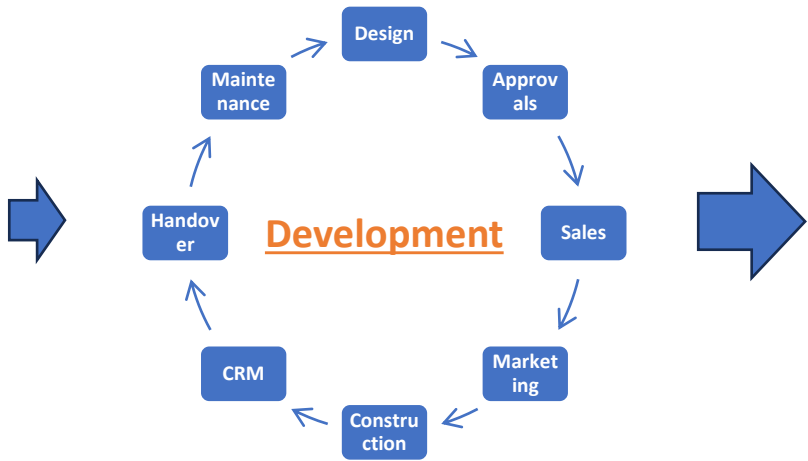 Design
Approv
als
Sales
Market
ing
Constru
ction
CRM
Handov
er
Mainte
nance
Development